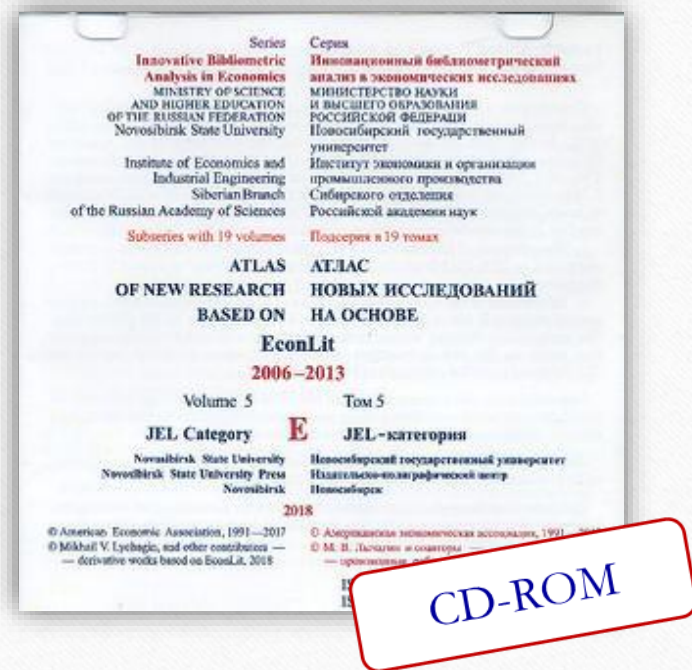 Series
Innovative Bibliometric
Analysis in Economics
MINISTRY OF SCIENCE
AND HIGHER EDUCATION
OF THE RUSSIAN FEDERATION
Novosibirsk State University
Institute of Economics and
Industrial Engineering
Siberian Branch
of the Russian Academy of Sciences
Subseries with 19 volumes
Серия
Инновационный библиометрический
анализ в экономических исследованиях
МИНИСТЕРСТВО НАУКИ
И ВЫСШЕГО ОБРАЗОВАНИЯ
РОССИЙСКОЙ ФЕДЕРАЦИ
Новосибирский государственный
университет
Институт экономики и организации
промышленного производства
Сибирского отделения
Российской академии наук
Подсерия в 19 томах
ATLAS
OF NEW RESEARCH
BASED ON
АТЛАС
НОВЫХ ИССЛЕДОВАНИЙ
НА ОСНОВЕ
EconLit
2006–2013
Volume 5
Том 5
JEL Category
E
JEL-категория
Novosibirsk State University
Novosibirsk State University Press
Novosibirsk
Новосибирский государственный университет
Издательско-полиграфический центр
Новосибирск
2018
© American Economic Association, 1991—2017
© Mikhail V. Lychagin, and other contributors —
— derivative works based on EconLit, 2018
© Американская экономическая ассоциация, 1991
© М. В. Лычагин и соавторы —
CD-ROM